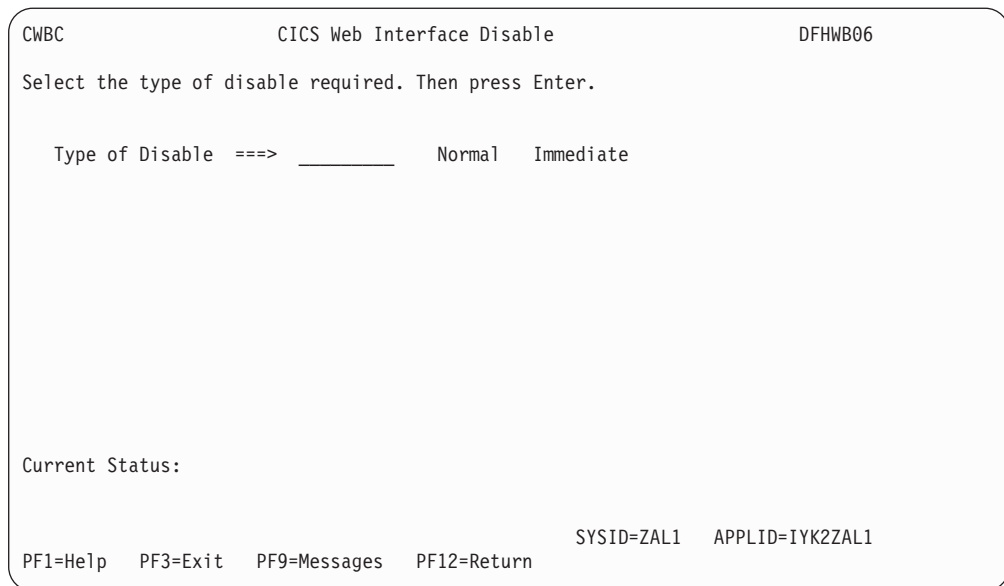 CWBC CICS Web Interface Disable DFHWB06
Select the type of disable required. Then press Enter.
Type of Disable ===> _________ Normal Immediate
Current Status:
SYSID=ZAL1 APPLID=IYK2ZAL1
PF1=Help PF3=Exit PF9=Messages PF12=Return